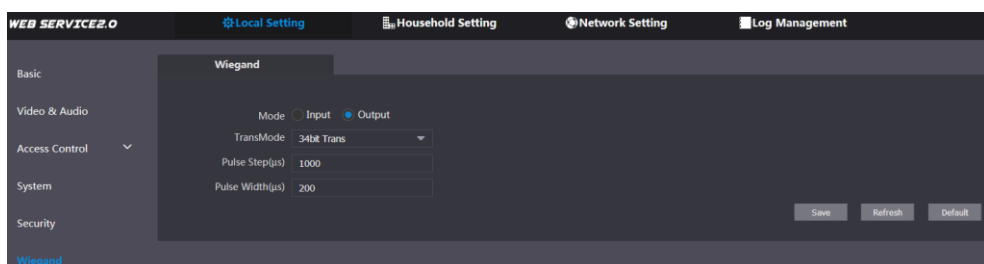 WEB SERVICE2.0 Local Setting Household Setting Network Setting Log Management
Basic
Video & Audio
Access Control
System
Security
Wiegand
Wiegand
Mode Input Output
TransMode 34bit Trans
Pulse Step(μs) 1000
Pulse Width(μs) 200
Save Refresh Default